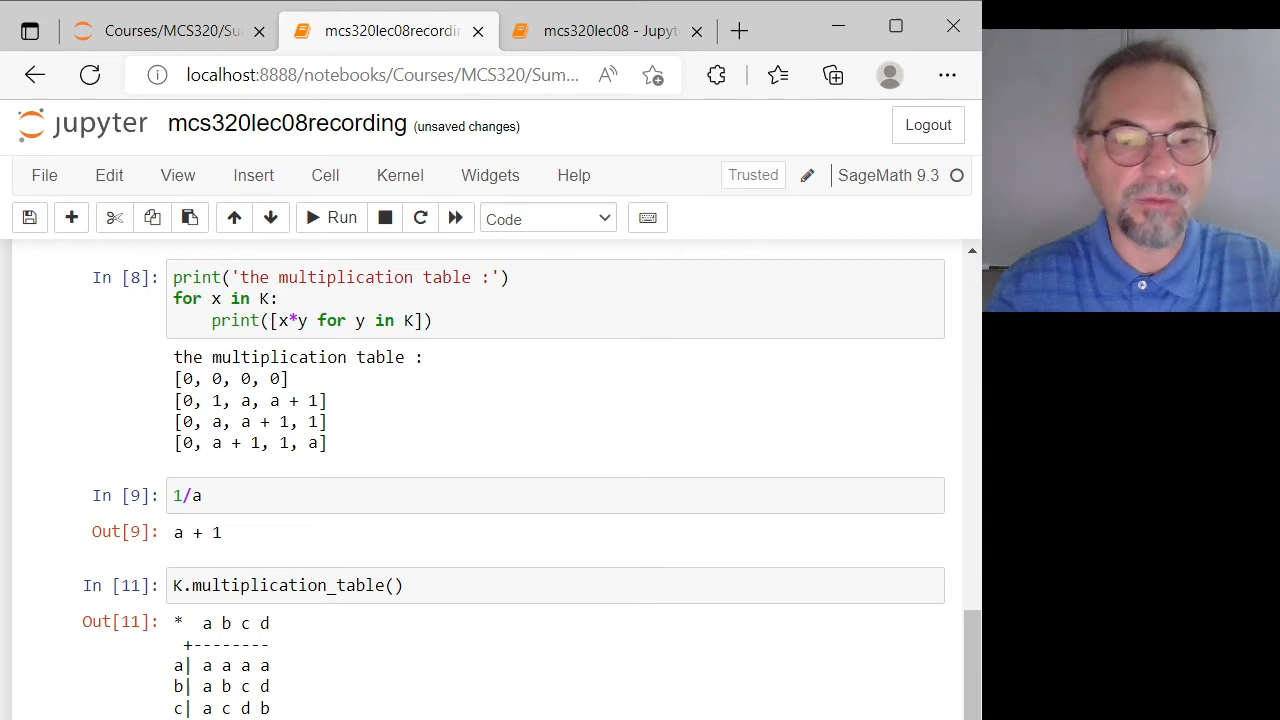 Courses/MCS320/Su
mcs320lec08recordin
mcs320lec08 - Jupyte
localhost:8888/notebooks/Courses/MCS320/Sum...
jupyter mcs320lec08recording (unsaved changes)
Logout
File Edit View Insert Cell Kernel Widgets Help Trusted SageMath 9.3
Run Code
In [8]: print('the multiplication table :')
for x in K:
print([x*y for y in K])
the multiplication table :
[0, 0, 0, 0]
[0, 1, a, a + 1]
[0, a, a + 1, 1]
[0, a + 1, 1, a]
In [9]: 1/a
Out[9]: a + 1
In [11]: K.multiplication_table()
Out[11]: * a b c d
+--------
a| a a a a
b| a b c d
c| a c d b